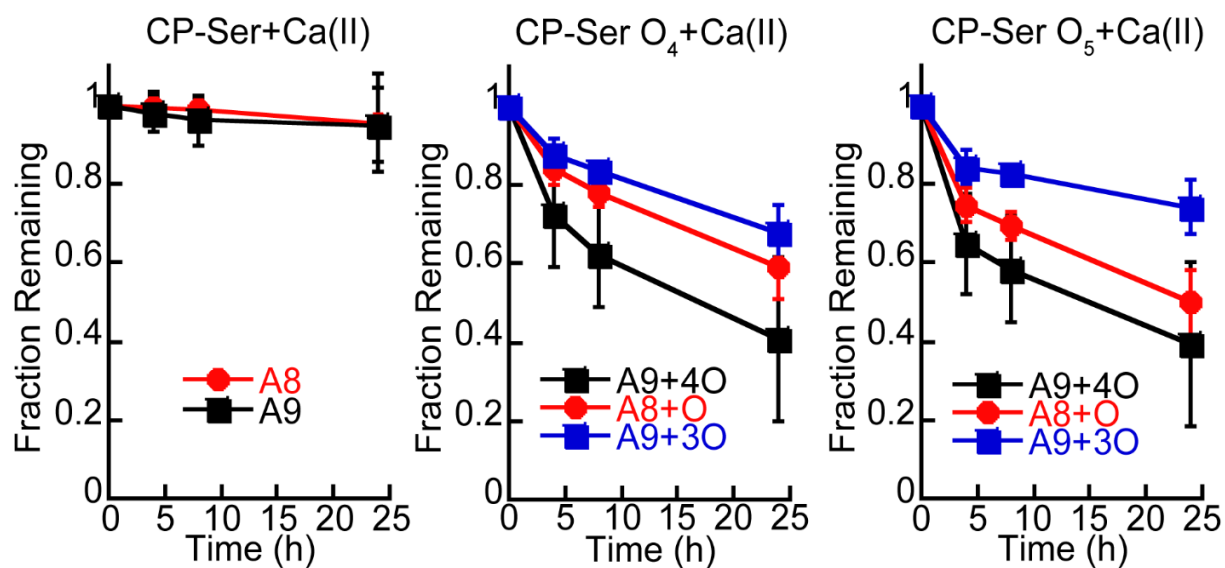 CP-Ser+Ca(II)
Fraction Remaining
1
0.8
0.6
0.4
0.2
0
A8
A9
0 5 10 15 20 25
Time (h)
CP-Ser O₄+Ca(II)
Fraction Remaining
1
0.8
0.6
0.4
0.2
0
A9+4O
A8+O
A9+3O
0 5 10 15 20 25
Time (h)
CP-Ser O₅+Ca(II)
Fraction Remaining
1
0.8
0.6
0.4
0.2
0
A9+4O
A8+O
A9+3O
0 5 10 15 20 25
Time (h)